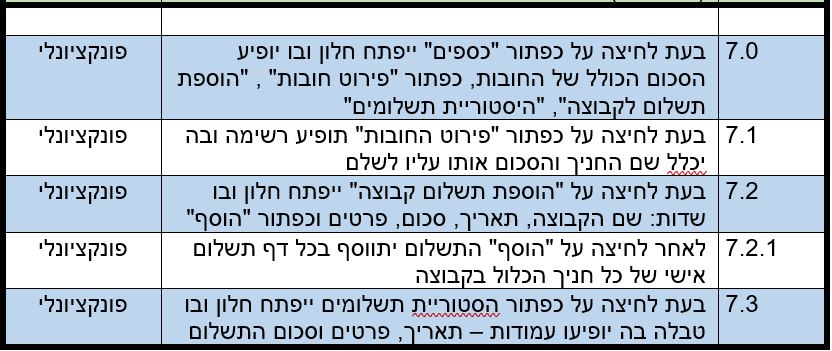 7.0 בעת לחיצה על כפתור "כספים" ייפתח חלון ובו יופיע פונקציונלי
הסכום הכולל של החובות, כפתור "פירוט חובות" , "הוספת
תשלום לקבוצה", "היסטוריית תשלומים"
7.1 בעת לחיצה על כפתור "פירוט החובות" תופיע רשימה ובה פונקציונלי
יכלל שם החניך והסכום אותו עליו לשלם
7.2 בעת לחיצה על "הוספת תשלום קבוצה" ייפתח חלון ובו פונקציונלי
שדות: שם הקבוצה, תאריך, סכום, פרטים וכפתור "הוסף"
7.2.1 לאחר לחיצה על "הוסף" התשלום יתווסף בכל דף תשלום פונקציונלי
אישי של כל חניך הכלול בקבוצה
7.3 בעת לחיצה על כפתור הסטוריית תשלומים ייפתח חלון ובו פונקציונלי
טבלה בה יופיעו עמודות – תאריך, פרטים וסכום התשלום